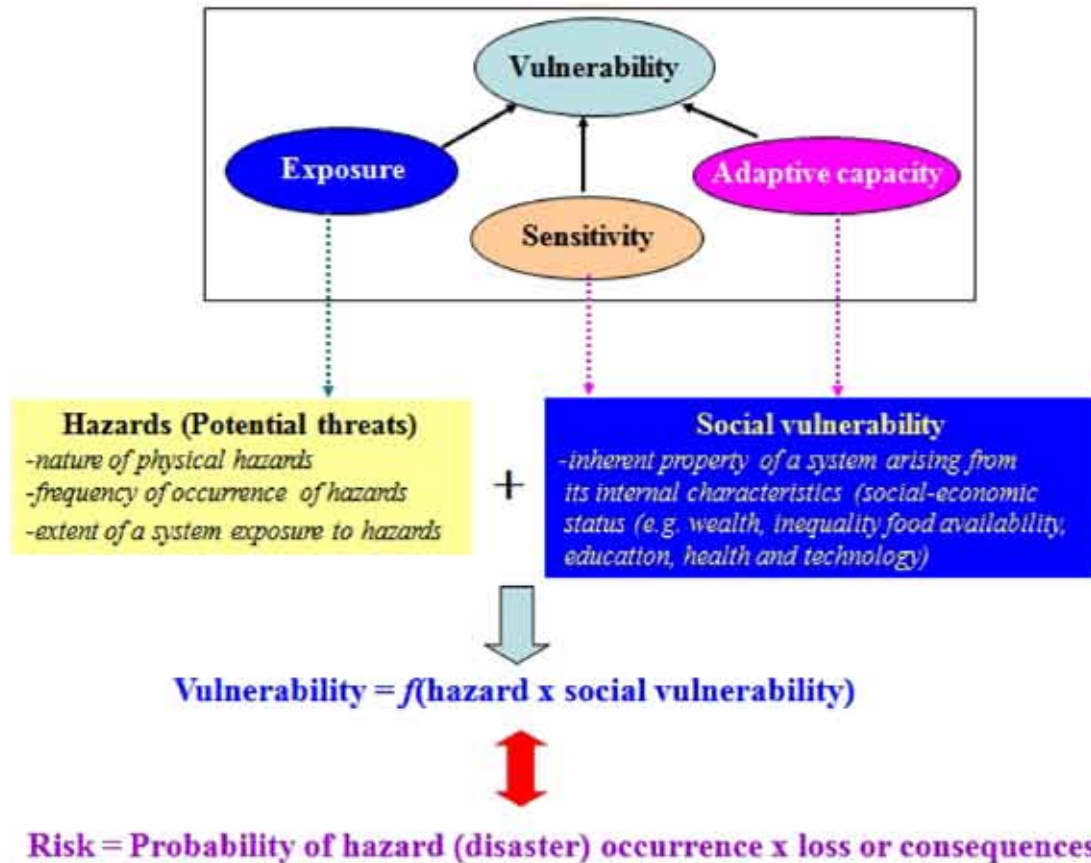 Vulnerability
Exposure
Adaptive capacity
Sensitivity
Hazards (Potential threats)
-nature of physical hazards
-frequency of occurrence of hazards
-extent of a system exposure to hazards
+
Social vulnerability
-inherent property of a system arising from
its internal characteristics (social-economic
status (e.g. wealth, inequality food availability,
education, health and technology)
Vulnerability = f(hazard x social vulnerability)
Risk = Probability of hazard (disaster) occurrence x loss or consequences